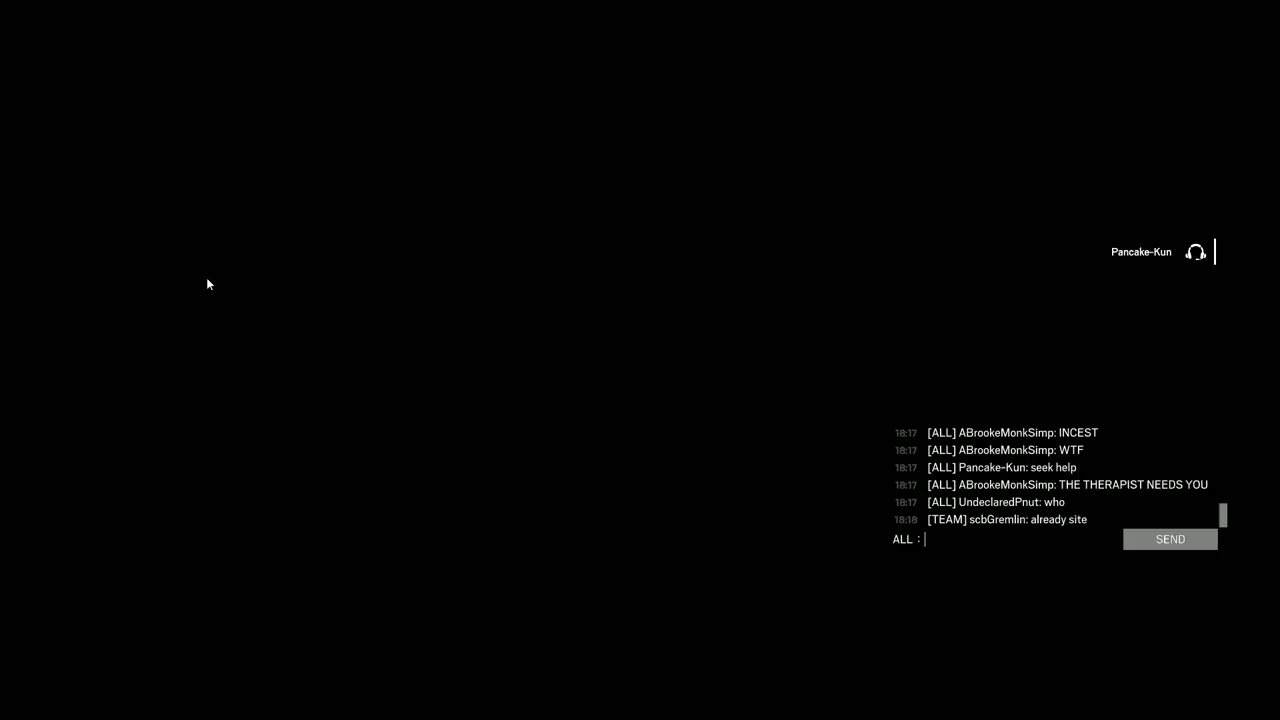 Pancake-Kun
18:17 [ALL] ABrookeMonkSimp: INCEST
18:17 [ALL] ABrookeMonkSimp: WTF
18:17 [ALL] Pancake-Kun: seek help
18:17 [ALL] ABrookeMonkSimp: THE THERAPIST NEEDS YOU
18:17 [ALL] UndeclaredPnut: who
18:18 [TEAM] scbGremlin: already site
ALL : SEND